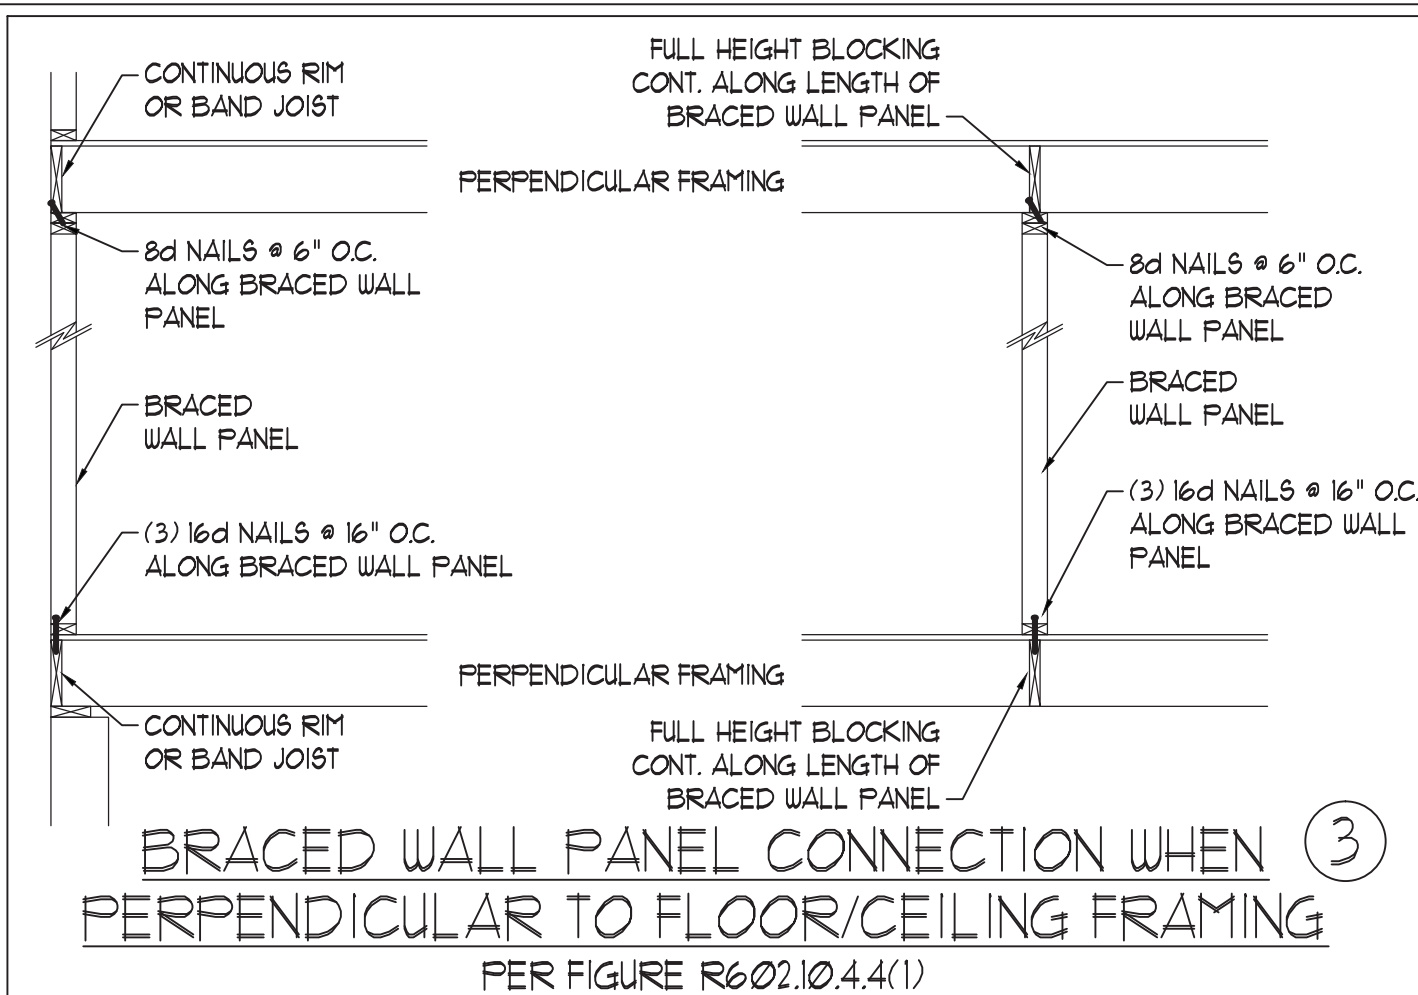 CONTINUOUS RIM
OR BAND JOIST
FULL HEIGHT BLOCKING
CONT. ALONG LENGTH OF
BRACED WALL PANEL
PERPENDICULAR FRAMING
8d NAILS @ 6" O.C.
ALONG BRACED WALL
PANEL
8d NAILS @ 6" O.C.
ALONG BRACED
WALL PANEL
BRACED
WALL PANEL
BRACED
WALL PANEL
(3) 16d NAILS @ 16" O.C.
ALONG BRACED WALL PANEL
(3) 16d NAILS @ 16" O.C.
ALONG BRACED WALL
PANEL
PERPENDICULAR FRAMING
CONTINUOUS RIM
OR BAND JOIST
FULL HEIGHT BLOCKING
CONT. ALONG LENGTH OF
BRACED WALL PANEL
BRACED WALL PANEL CONNECTION WHEN
3
PERPENDICULAR TO FLOOR/CEILING FRAMING
PER FIGURE R602.10.4.4(1)